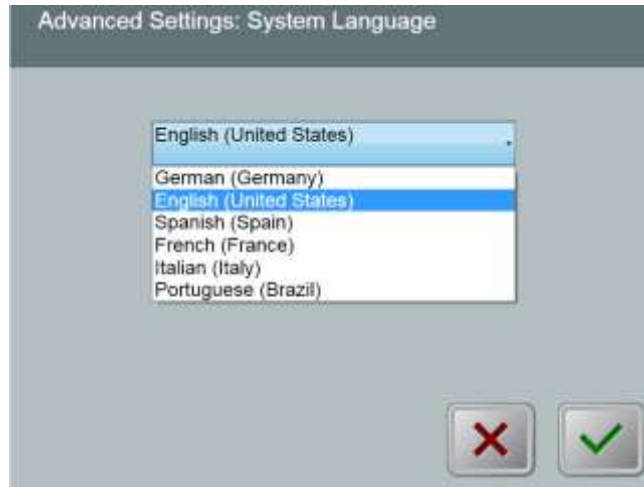 Advanced Settings: System Language
English (United States)
German (Germany)
English (United States)
Spanish (Spain)
French (France)
Italian (Italy)
Portuguese (Brazil)